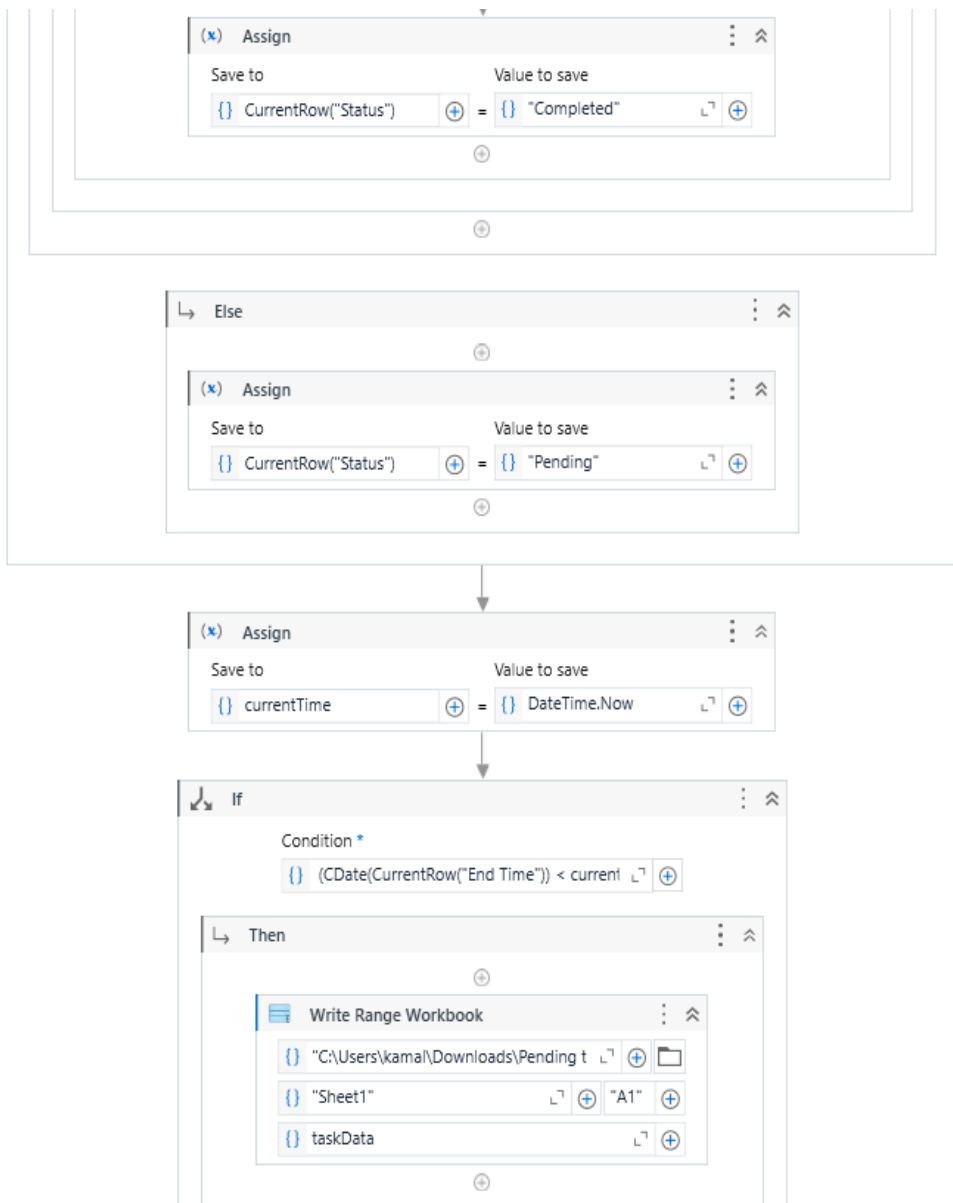 (x) Assign
Save to Value to save
{} CurrentRow("Status") = {} "Completed"
Else
(x) Assign
Save to Value to save
{} CurrentRow("Status") = {} "Pending"
(x) Assign
Save to Value to save
{} currentTime = {} DateTime.Now
If
Condition *
{} (CDate(CurrentRow("End Time")) < current
Then
Write Range Workbook
{} "C:\Users\kamal\Downloads\Pending t
{} "Sheet1" "A1"
{} taskData